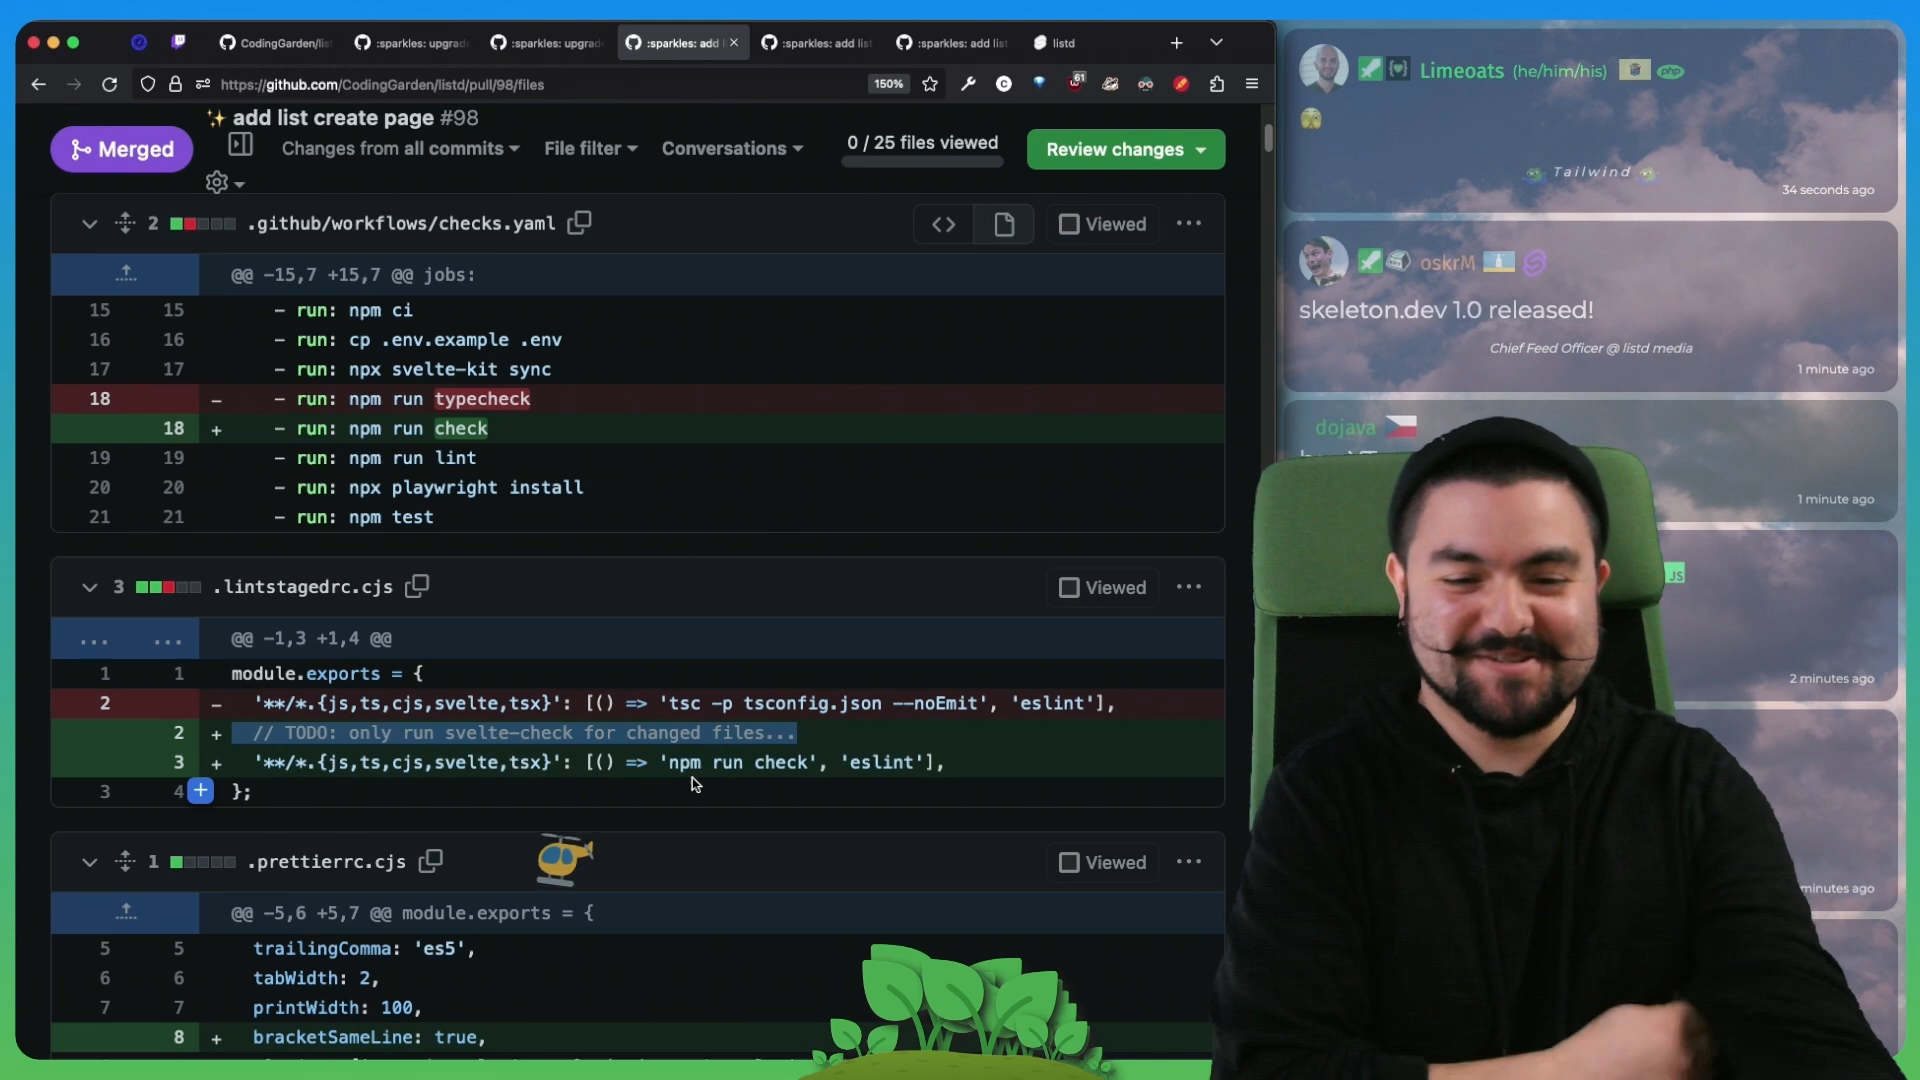 CodingGarden/lis
:sparkles: upgrad
:sparkles: upgrad
:sparkles: add l
:sparkles: add list
:sparkles: add list
listd
https://github.com/CodingGarden/listd/pull/98/files
150%
61
✨ add list create page #98
Merged
Changes from all commits
File filter
Conversations
0 / 25 files viewed
Review changes
2 .github/workflows/checks.yaml
Viewed
@@ -15,7 +15,7 @@ jobs:
15 15 - run: npm ci
16 16 - run: cp .env.example .env
17 17 - run: npx svelte-kit sync
18 - - run: npm run typecheck
18 + - run: npm run check
19 19 - run: npm run lint
20 20 - run: npx playwright install
21 21 - run: npm test
3 .lintstagedrc.cjs
Viewed
@@ -1,3 +1,4 @@
1 1 module.exports = {
2 - '**/*.{js,ts,cjs,svelte,tsx}': [() => 'tsc -p tsconfig.json --noEmit', 'eslint'],
2 + // TODO: only run svelte-check for changed files...
3 + '**/*.{js,ts,cjs,svelte,tsx}': [() => 'npm run check', 'eslint'],
3 4 };
1 .prettierrc.cjs
Viewed
@@ -5,6 +5,7 @@ module.exports = {
5 5 trailingComma: 'es5',
6 6 tabWidth: 2,
7 7 printWidth: 100,
8 + bracketSameLine: true,
Limeoats (he/him/his) php
Tailwind
34 seconds ago
oskrM
skeleton.dev 1.0 released!
Chief Feed Officer @ listd media
1 minute ago
dojava
1 minute ago
JS
2 minutes ago
minutes ago